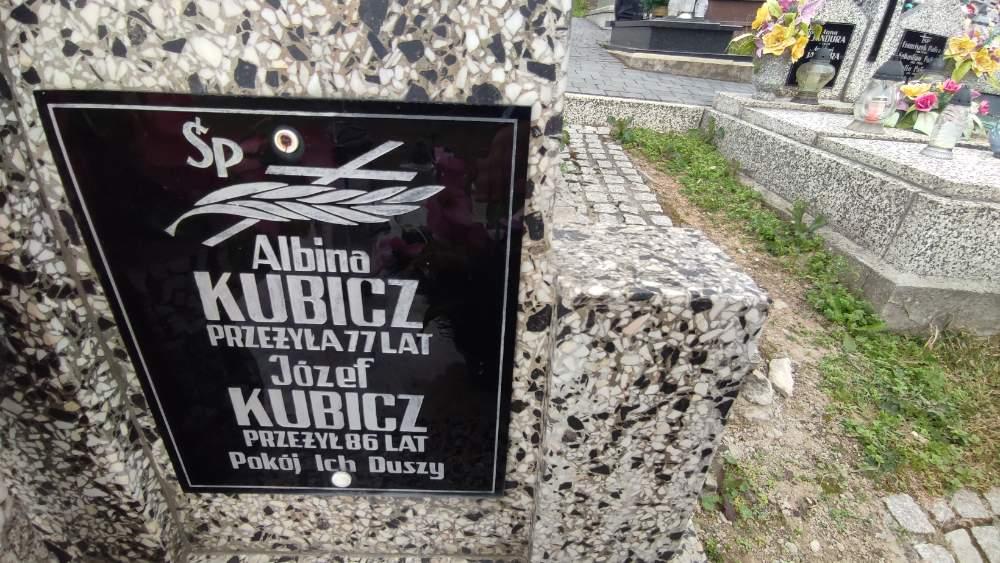 Śp
Albina
KUBICZ
PRZEŻYŁA 77 LAT
Józef
KUBICZ
PRZEŻYŁ 86 LAT
Pokój Ich Duszy